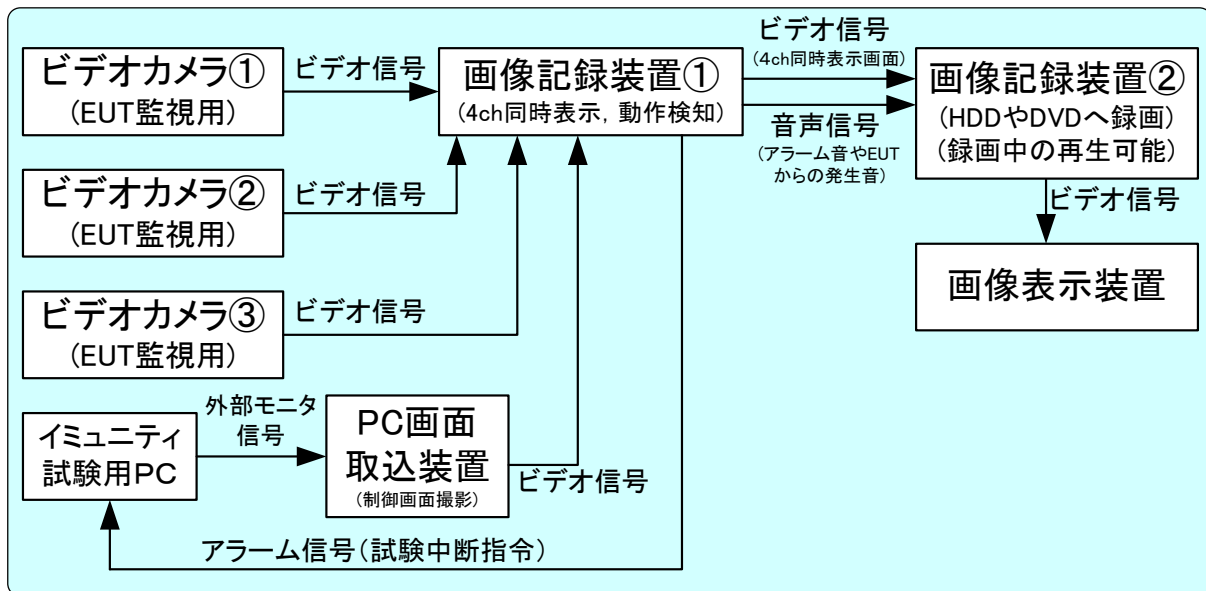 ビデオカメラ①
(EUT監視用)
ビデオ信号
画像記録装置①
(4ch同時表示, 動作検知)
ビデオ信号
(4ch同時表示画面)
音声信号
(アラーム音やEUT
からの発生音)
画像記録装置②
(HDDやDVDへ録画)
(録画中の再生可能)
ビデオ信号
画像表示装置
ビデオカメラ②
(EUT監視用)
ビデオ信号
ビデオカメラ③
(EUT監視用)
ビデオ信号
イミュニティ
試験用PC
外部モニタ
信号
PC画面
取込装置
(制御画面撮影)
ビデオ信号
アラーム信号(試験中断指令)